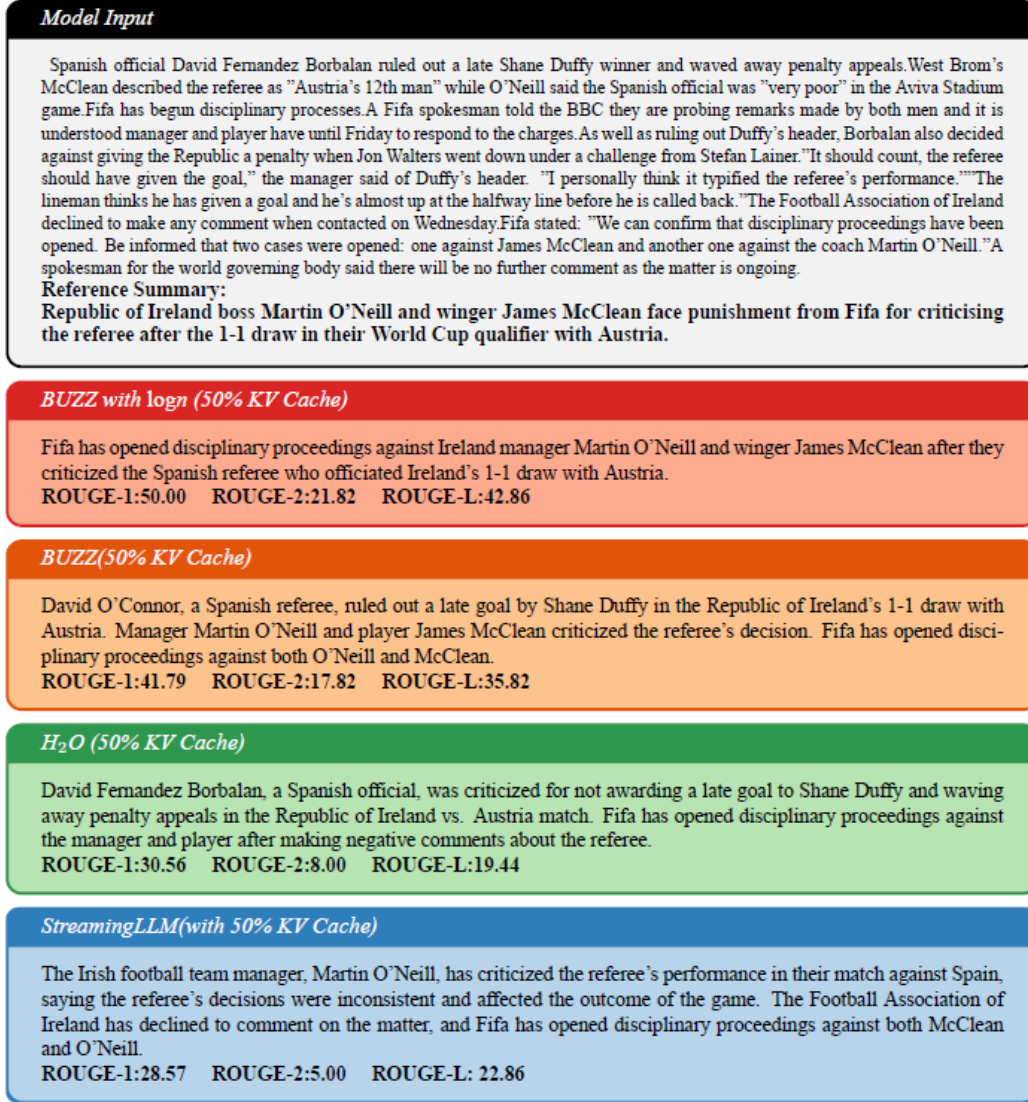 Model Input
Spanish official David Fernandez Borbalan ruled out a late Shane Duffy winner and waved away penalty appeals.West Brom's
McClean described the referee as ”Austria's 12th man” while O'Neill said the Spanish official was ”very poor” in the Aviva Stadium
game.Fifa has begun disciplinary processes.A Fifa spokesman told the BBC they are probing remarks made by both men and it is
understood manager and player have until Friday to respond to the charges.As well as ruling out Duffy's header, Borbalan also decided
against giving the Republic a penalty when Jon Walters went down under a challenge from Stefan Lainer.”It should count, the referee
should have given the goal,” the manager said of Duffy's header. ”I personally think it typified the referee's performance.””The
lineman thinks he has given a goal and he's almost up at the halfway line before he is called back.”The Football Association of Ireland
declined to make any comment when contacted on Wednesday.Fifa stated: ”We can confirm that disciplinary proceedings have been
opened. Be informed that two cases were opened: one against James McClean and another one against the coach Martin O'Neill.”A
spokesman for the world governing body said there will be no further comment as the matter is ongoing.
Reference Summary:
Republic of Ireland boss Martin O'Neill and winger James McClean face punishment from Fifa for criticising
the referee after the 1-1 draw in their World Cup qualifier with Austria.
BUZZ with logn (50% KV Cache)
Fifa has opened disciplinary proceedings against Ireland manager Martin O'Neill and winger James McClean after they
criticized the Spanish referee who officiated Ireland's 1-1 draw with Austria.
ROUGE-1:50.00 ROUGE-2:21.82 ROUGE-L:42.86
BUZZ(50% KV Cache)
David O'Connor, a Spanish referee, ruled out a late goal by Shane Duffy in the Republic of Ireland's 1-1 draw with
Austria. Manager Martin O'Neill and player James McClean criticized the referee's decision. Fifa has opened disci-
plinary proceedings against both O'Neill and McClean.
ROUGE-1:41.79 ROUGE-2:17.82 ROUGE-L:35.82
H₂O (50% KV Cache)
David Fernandez Borbalan, a Spanish official, was criticized for not awarding a late goal to Shane Duffy and waving
away penalty appeals in the Republic of Ireland vs. Austria match. Fifa has opened disciplinary proceedings against
the manager and player after making negative comments about the referee.
ROUGE-1:30.56 ROUGE-2:8.00 ROUGE-L:19.44
StreamingLLM(with 50% KV Cache)
The Irish football team manager, Martin O'Neill, has criticized the referee's performance in their match against Spain,
saying the referee's decisions were inconsistent and affected the outcome of the game. The Football Association of
Ireland has declined to comment on the matter, and Fifa has opened disciplinary proceedings against both McClean
and O'Neill.
ROUGE-1:28.57 ROUGE-2:5.00 ROUGE-L: 22.86